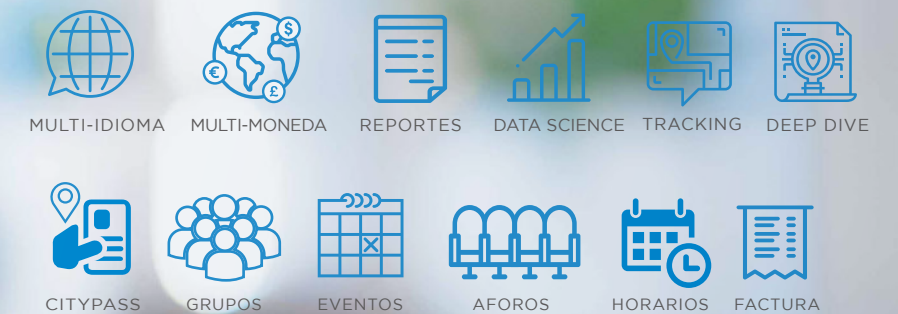 $
€
£
MULTI-IDIOMA MULTI-MONEDA REPORTES DATA SCIENCE TRACKING DEEP DIVE
CITYPASS GRUPOS EVENTOS AFOROS HORARIOS FACTURA